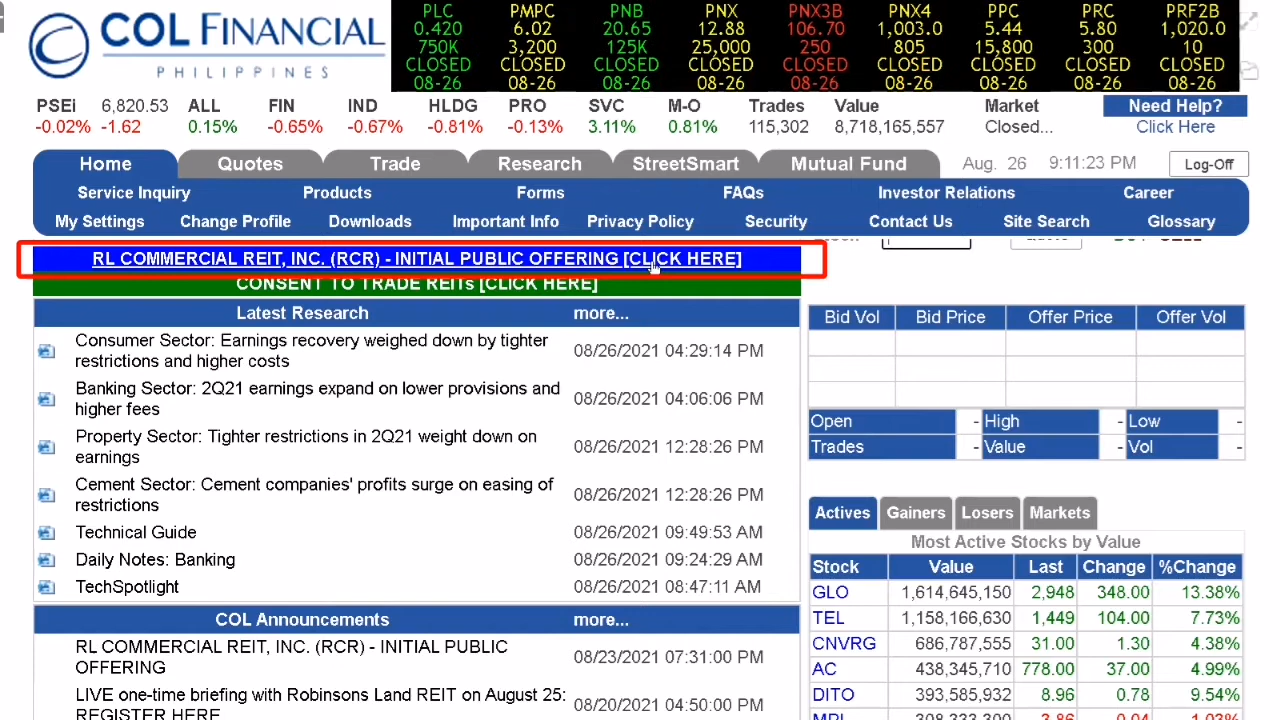 COL FINANCIAL
PHILIPPINES
PLC PMPC PNB PNX PNX3B PNX4 PPC PRC PRF2B
0.420 6.02 20.65 12.88 106.70 1,003.0 5.44 5.80 1,020.0
750K 3,200 125K 25,000 250 805 15,800 300 10
CLOSED CLOSED CLOSED CLOSED CLOSED CLOSED CLOSED CLOSED CLOSED
08-26 08-26 08-26 08-26 08-26 08-26 08-26 08-26 08-26
PSEi 6,820.53 ALL FIN IND HLDG PRO SVC M-O Trades Value Market Need Help?
-0.02% -1.62 0.15% -0.65% -0.67% -0.81% -0.13% 3.11% 0.81% 115,302 8,718,165,557 Closed... Click Here
Home Quotes Trade Research StreetSmart Mutual Fund Aug. 26 9:11:23 PM Log-Off
Service Inquiry Products Forms FAQs Investor Relations Career
My Settings Change Profile Downloads Important Info Privacy Policy Security Contact Us Site Search Glossary
RL COMMERCIAL REIT, INC. (RCR) - INITIAL PUBLIC OFFERING [CLICK HERE]
CONSENT TO TRADE REITs [CLICK HERE]
Latest Research more...
Consumer Sector: Earnings recovery weighed down by tighter
restrictions and higher costs 08/26/2021 04:29:14 PM
Banking Sector: 2Q21 earnings expand on lower provisions and
higher fees 08/26/2021 04:06:06 PM
Property Sector: Tighter restrictions in 2Q21 weight down on
earnings 08/26/2021 12:28:26 PM
Cement Sector: Cement companies' profits surge on easing of
restrictions 08/26/2021 12:28:26 PM
Technical Guide 08/26/2021 09:49:53 AM
Daily Notes: Banking 08/26/2021 09:24:29 AM
TechSpotlight 08/26/2021 08:47:11 AM
COL Announcements more...
RL COMMERCIAL REIT, INC. (RCR) - INITIAL PUBLIC
OFFERING 08/23/2021 07:31:00 PM
LIVE one-time briefing with Robinsons Land REIT on August 25:
REGISTER HERE 08/20/2021 04:50:00 PM
Bid Vol Bid Price Offer Price Offer Vol
Open - High - Low -
Trades - Value - Vol -
Actives Gainers Losers Markets
Most Active Stocks by Value
Stock Value Last Change %Change
GLO 1,614,645,150 2,948 348.00 13.38%
TEL 1,158,166,630 1,449 104.00 7.73%
CNVRG 686,787,555 31.00 1.30 4.38%
AC 438,345,710 778.00 37.00 4.99%
DITO 393,585,932 8.96 0.78 9.54%
MPI 308,333,300 3.86 -0.04 -1.03%